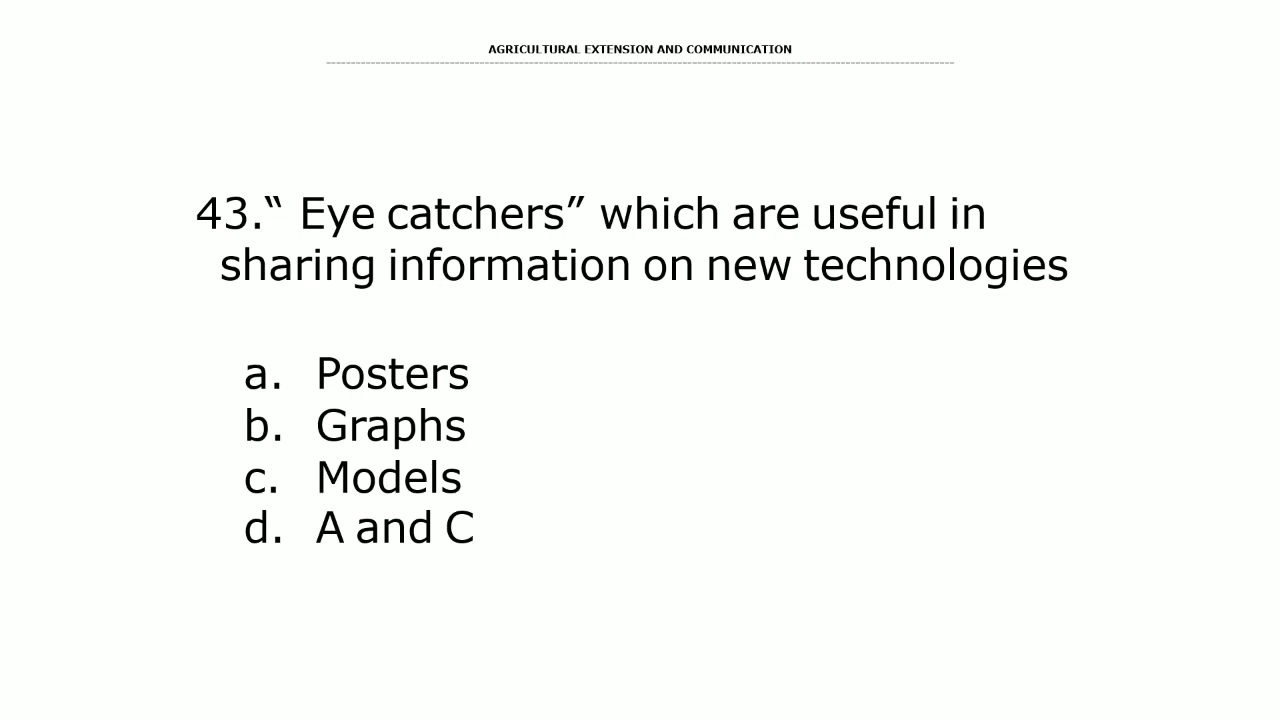 AGRICULTURAL EXTENSION AND COMMUNICATION
43.“ Eye catchers” which are useful in
sharing information on new technologies
a. Posters
b. Graphs
c. Models
d. A and C